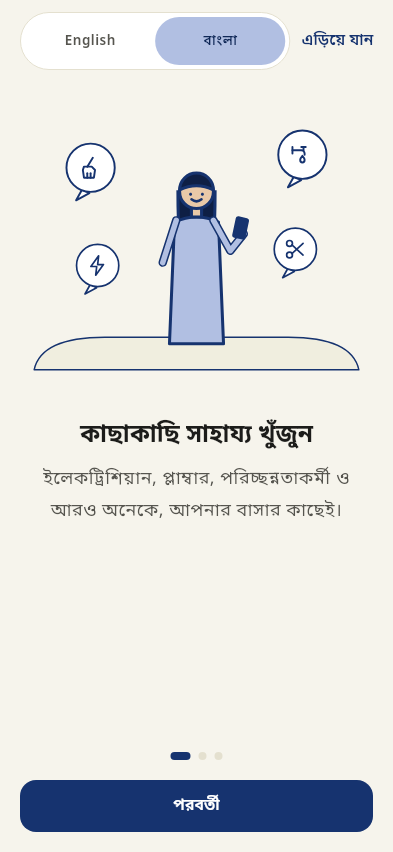 English
বাংলা
এড়িয়ে যান
কাছাকাছি সাহায্য খুঁজুন
ইলেকট্রিশিয়ান, প্লাম্বার, পরিচ্ছন্নতাকর্মী ও
আরও অনেকে, আপনার বাসার কাছেই।
পরবর্তী